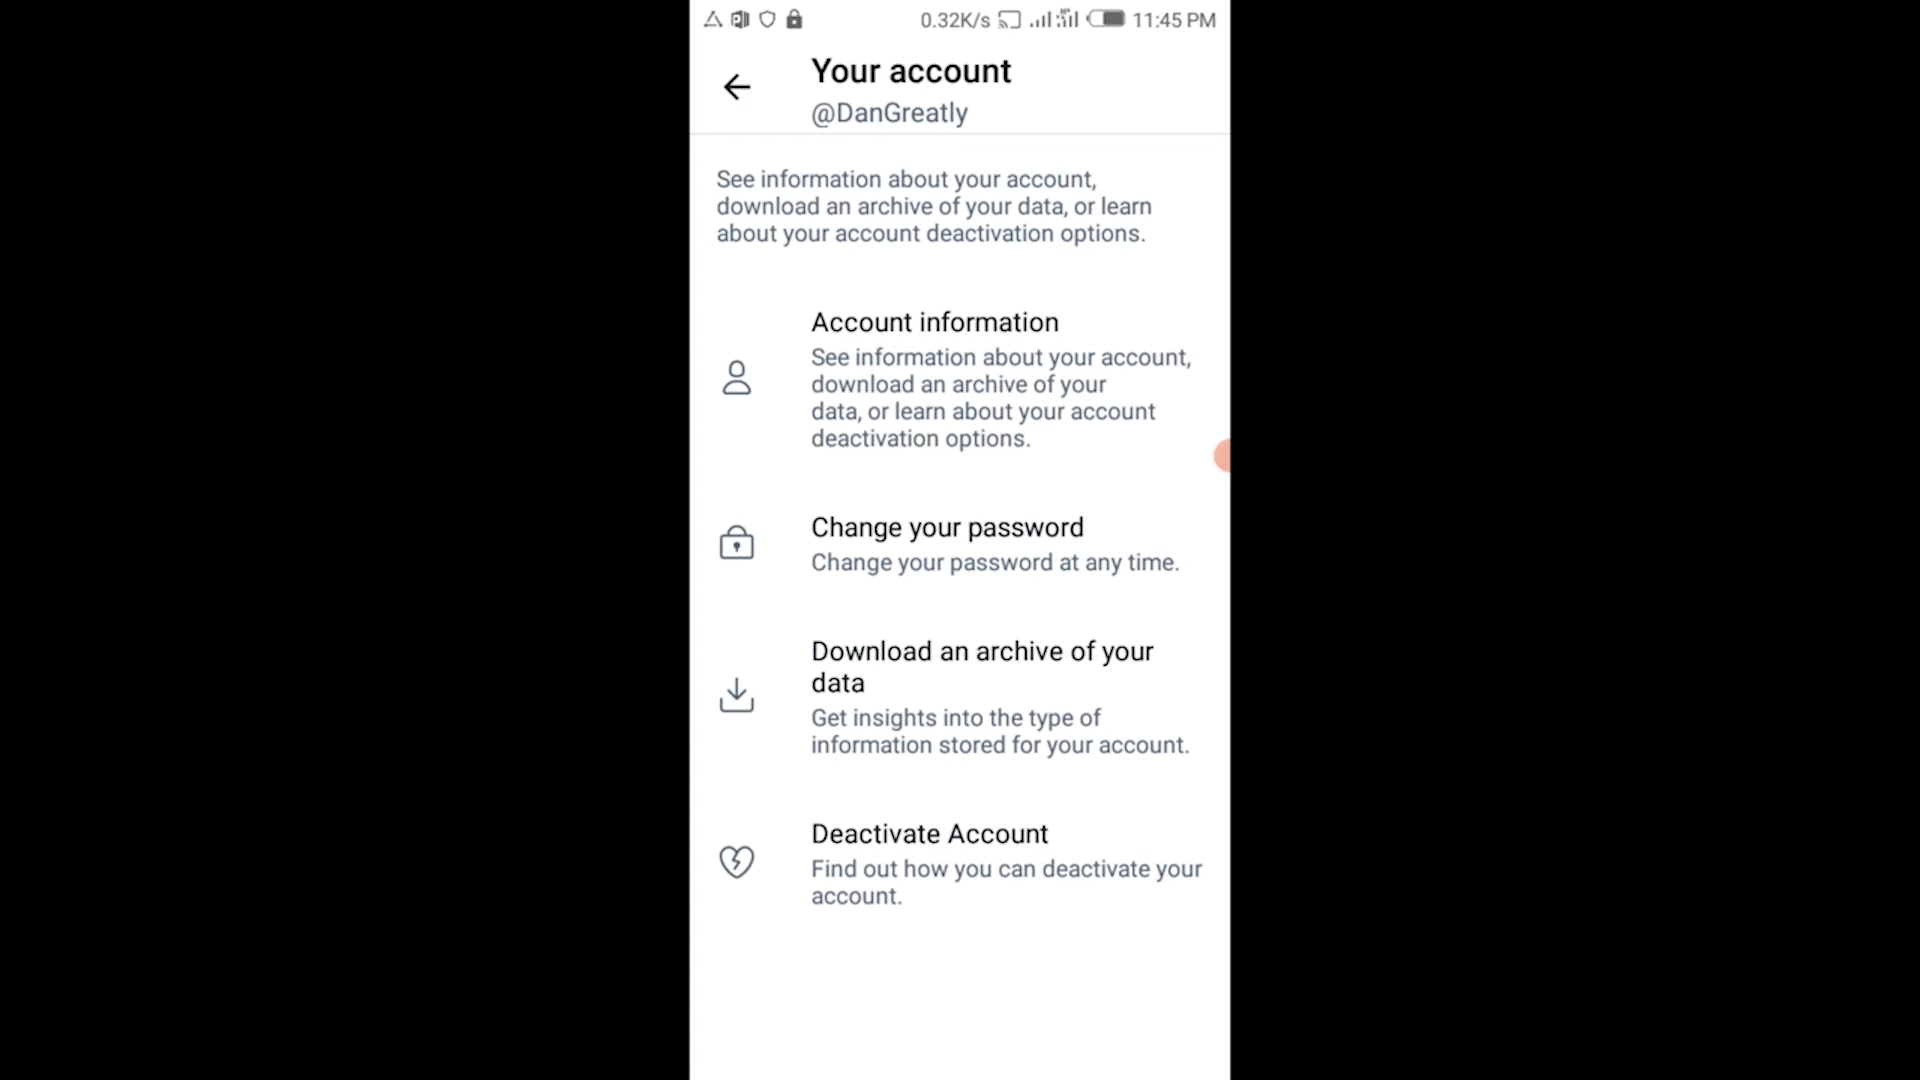 0.32K/s 11:45 PM
Your account
@DanGreatly
See information about your account,
download an archive of your data, or learn
about your account deactivation options.
Account information
See information about your account,
download an archive of your
data, or learn about your account
deactivation options.
Change your password
Change your password at any time.
Download an archive of your
data
Get insights into the type of
information stored for your account.
Deactivate Account
Find out how you can deactivate your
account.